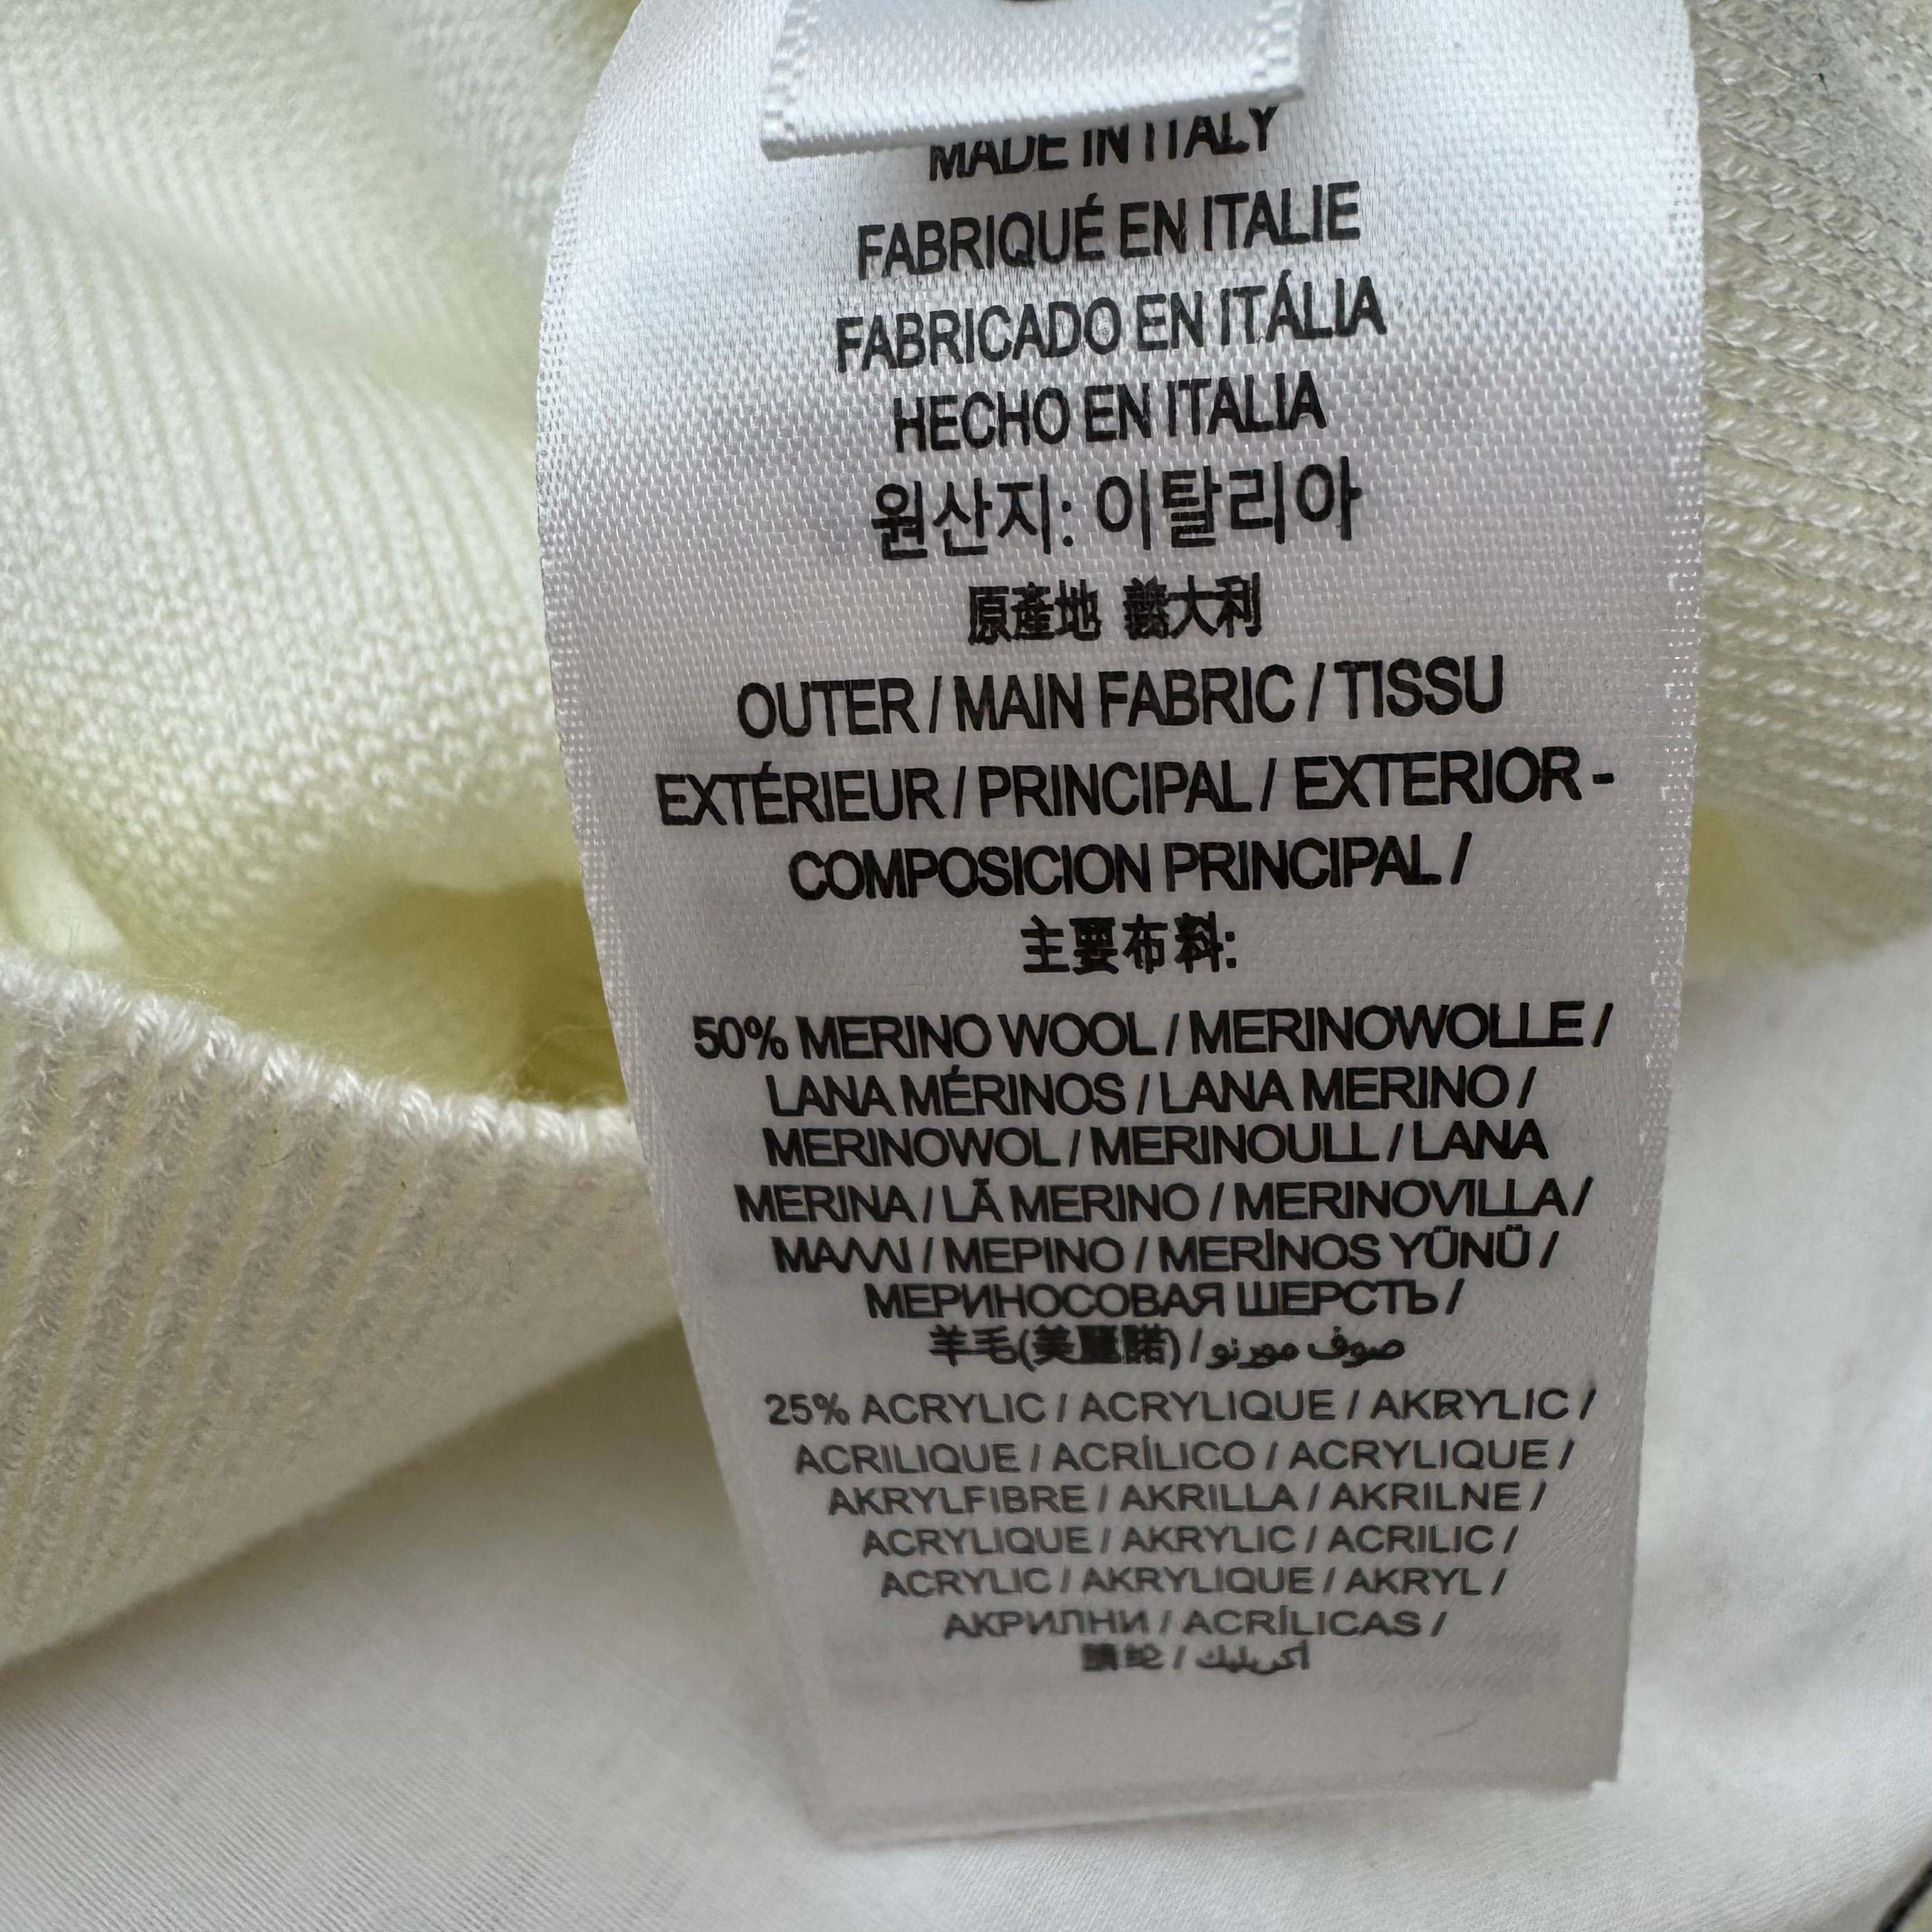 MADE IN ITALY
FABRIQUÉ EN ITALIE
FABRICADO EN ITÁLIA
HECHO EN ITALIA
원산지: 이탈리아
原產地 義大利
OUTER / MAIN FABRIC / TISSU
EXTÉRIEUR / PRINCIPAL / EXTERIOR -
COMPOSICION PRINCIPAL /
主要布料:
50% MERINO WOOL / MERINOWOLLE /
LANA MÉRINOS / LANA MERINO /
MERINOWOL / MERINOULL / LANA
MERINA / LÃ MERINO / MERINOVILLA /
ΜΑΛΛΙ / ΜΕΡΙΝΟ / MERİNOS YÜNÜ /
МЕРИНОСОВАЯ ШЕРСТЬ /
羊毛(美麗諾) / صوف مورنو
25% ACRYLIC / ACRYLIQUE / AKRYLIC /
ACRILIQUE / ACRÍLICO / ACRYLIQUE /
AKRYLFIBRE / AKRILLA / AKRILNE /
ACRYLIQUE / AKRYLIC / ACRILIC /
ACRYLIC / AKRYLIQUE / AKRYL /
АКРИЛНИ / ACRÍLICAS /
/ أكريليك